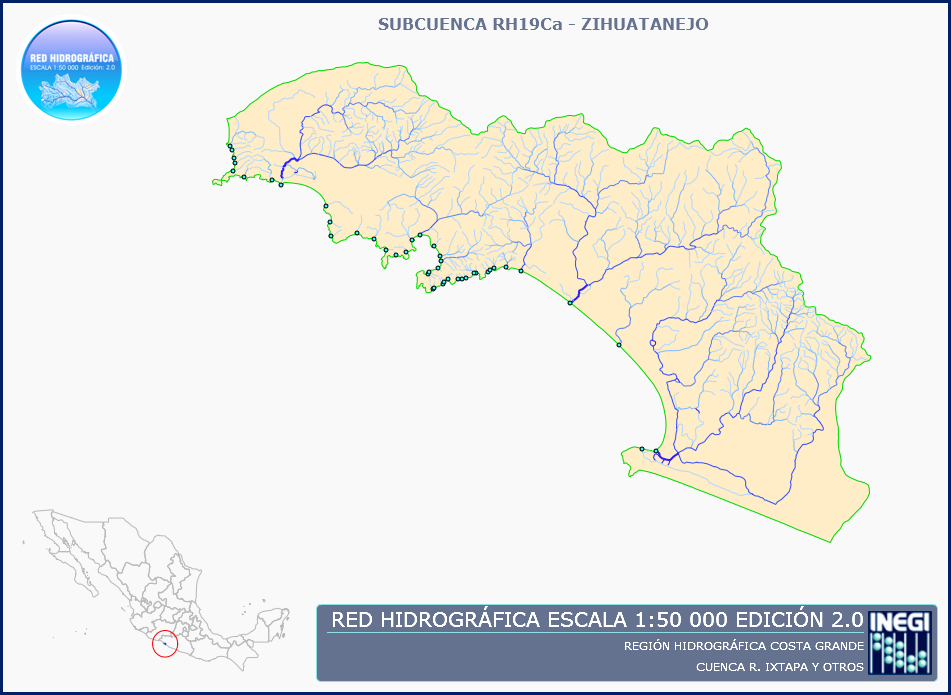 SUBCUENCA RH19Ca - ZIHUATANEJO
RED HIDROGRÁFICA
ESCALA 1:50 000 Edición: 2.0
RED HIDROGRÁFICA ESCALA 1:50 000 EDICIÓN 2.0
REGIÓN HIDROGRÁFICA COSTA GRANDE
CUENCA R. IXTAPA Y OTROS
INEGI